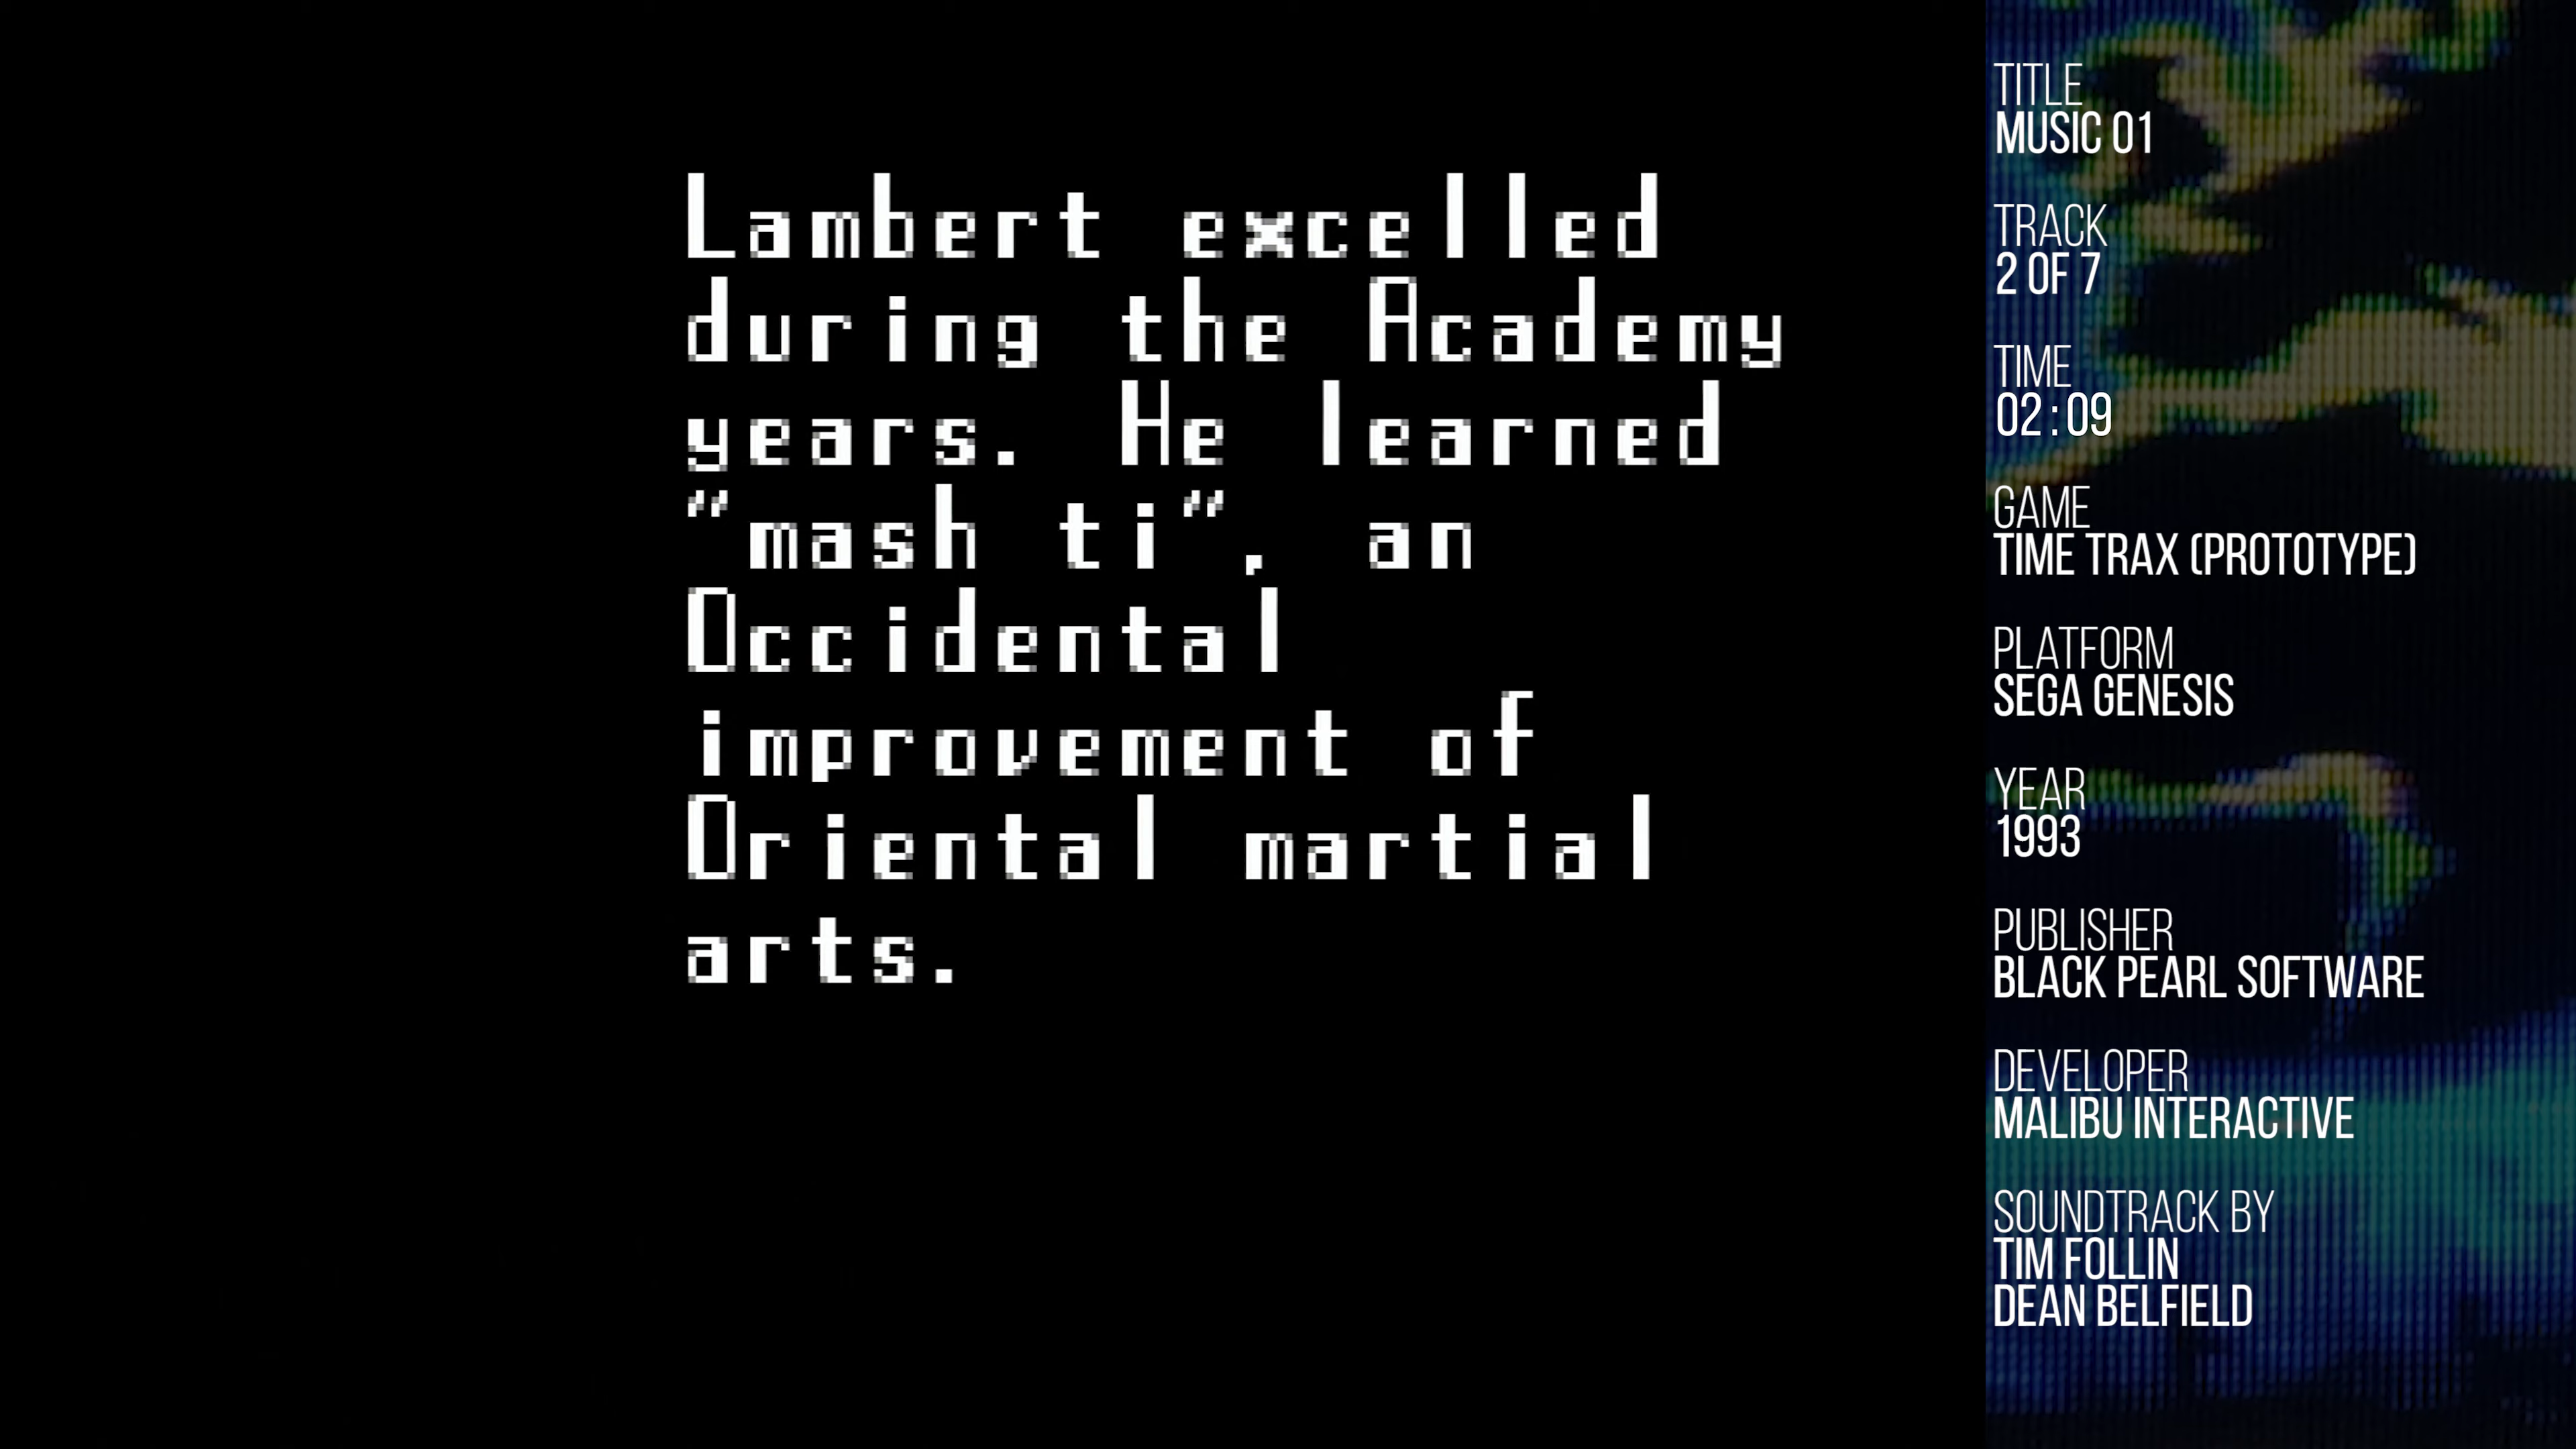 Lambert excelled
during the Academy
years. He learned
"mash ti", an
Occidental
improvement of
Oriental martial
arts.
TITLE
MUSIC 01
TRACK
2 OF 7
TIME
02:09
GAME
TIME TRAX (PROTOTYPE)
PLATFORM
SEGA GENESIS
YEAR
1993
PUBLISHER
BLACK PEARL SOFTWARE
DEVELOPER
MALIBU INTERACTIVE
SOUNDTRACK BY
TIM FOLLIN
DEAN BELFIELD